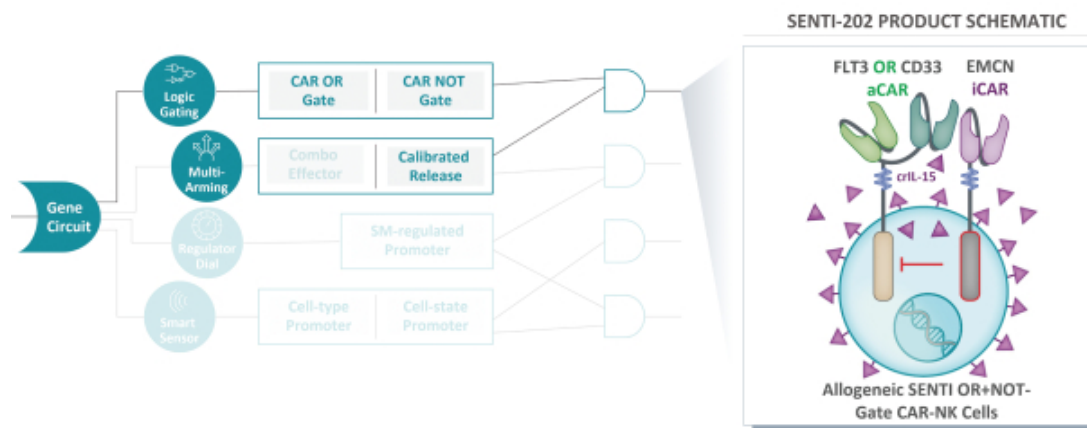 SENTI-202 PRODUCT SCHEMATIC
Logic
Gating
CAR OR
Gate
CAR NOT
Gate
Multi-
Arming
Combo
Effector
Calibrated
Release
Gene
Circuit
Regulator
Dial
SM-regulated
Promoter
Smart
Sensor
Cell-type
Promoter
Cell-state
Promoter
FLT3 OR CD33
aCAR
EMCN
iCAR
crIL-15
Allogeneic SENTI OR+NOT-
Gate CAR-NK Cells